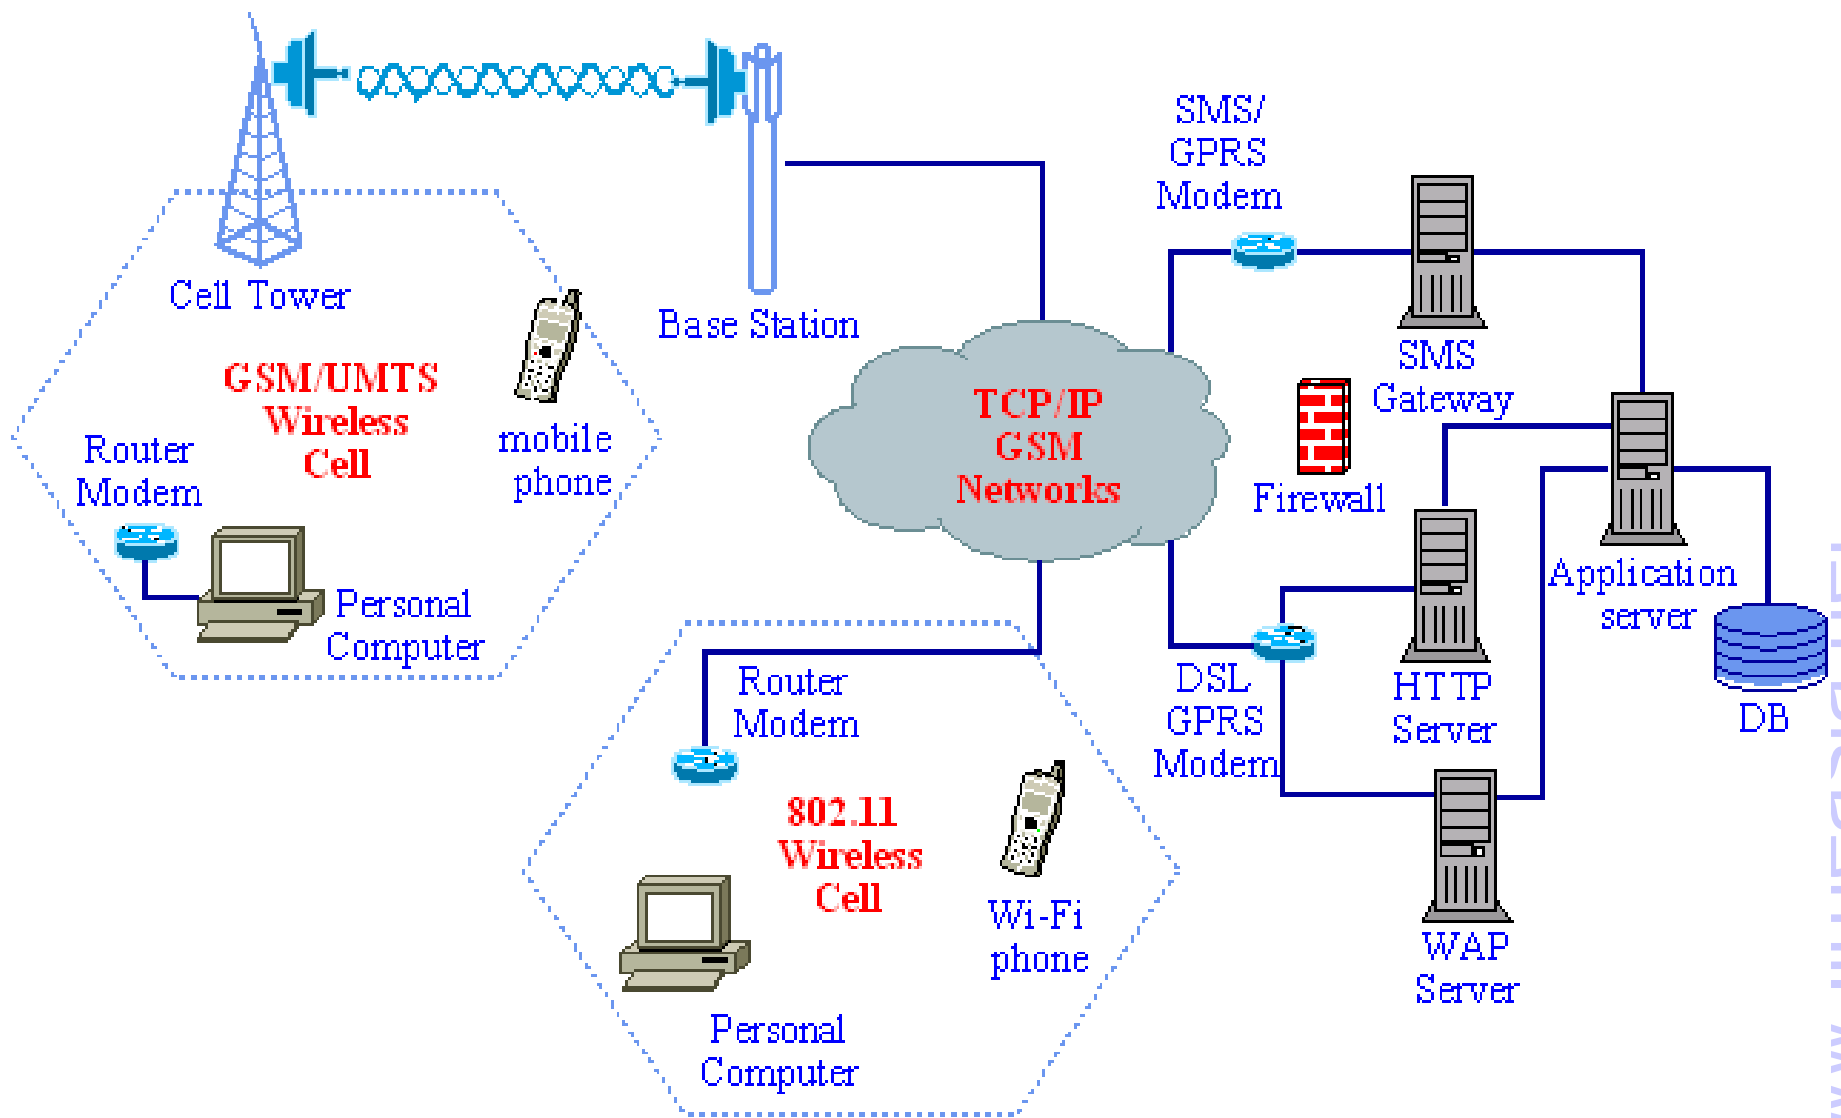 SMS/
GPRS
Modem
Cell Tower
Base Station
GSM/UMTS
Wireless
Cell
mobile
phone
Router
Modem
Personal
Computer
TCP/IP
GSM
Networks
SMS
Gateway
Firewall
Application
server
DB
HTTP
Server
DSL
GPRS
Modem
WAP
Server
Router
Modem
802.11
Wireless
Cell
Wi-Fi
phone
Personal
Computer